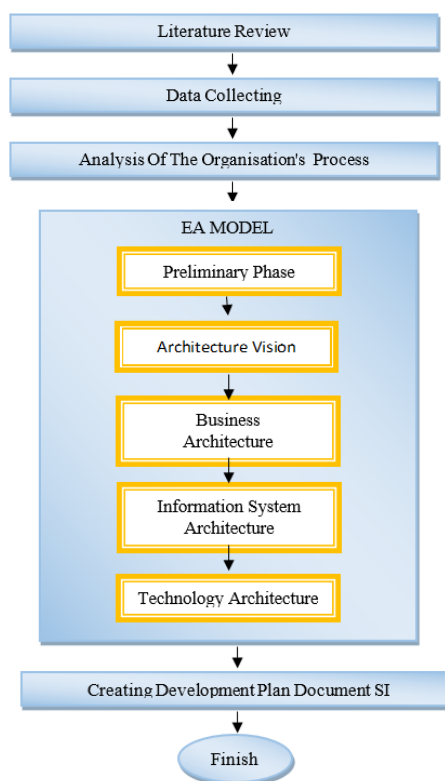 Literature Review
Data Collecting
Analysis Of The Organisation's Process
EA MODEL
Preliminary Phase
Architecture Vision
Business
Architecture
Information System
Architecture
Technology Architecture
Creating Development Plan Document SI
Finish